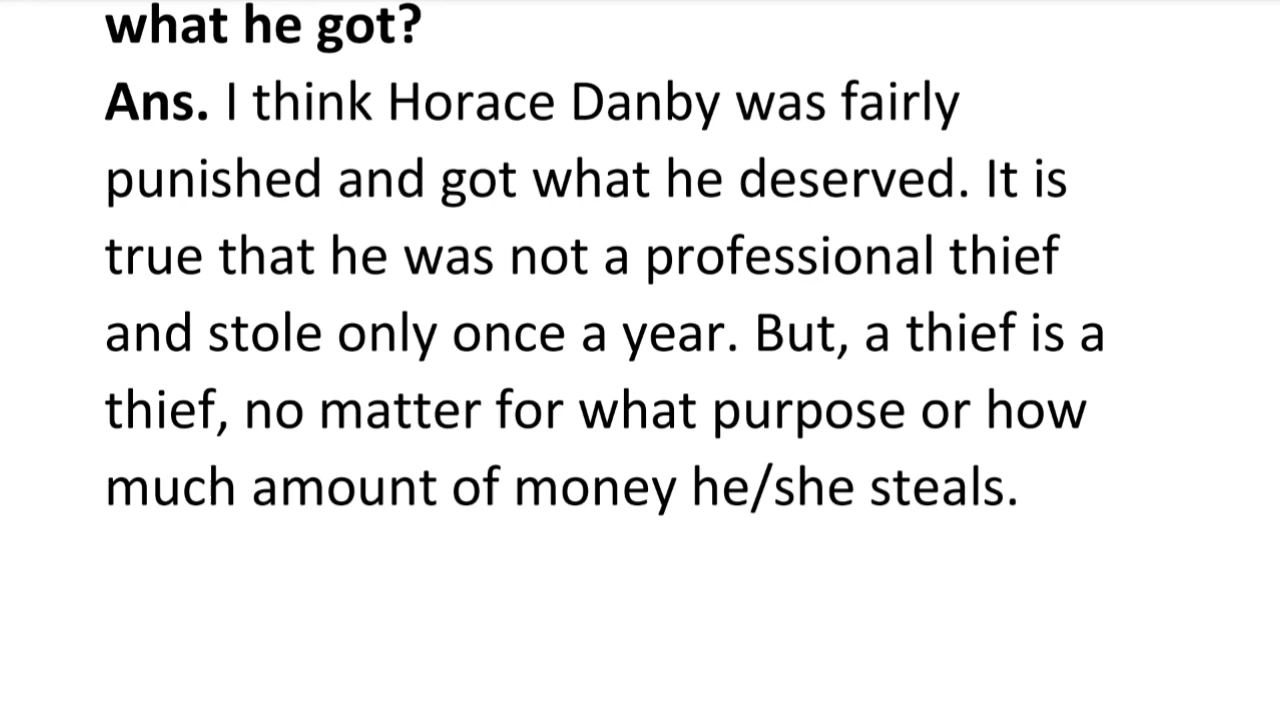 what he got?
Ans. I think Horace Danby was fairly
punished and got what he deserved. It is
true that he was not a professional thief
and stole only once a year. But, a thief is a
thief, no matter for what purpose or how
much amount of money he/she steals.